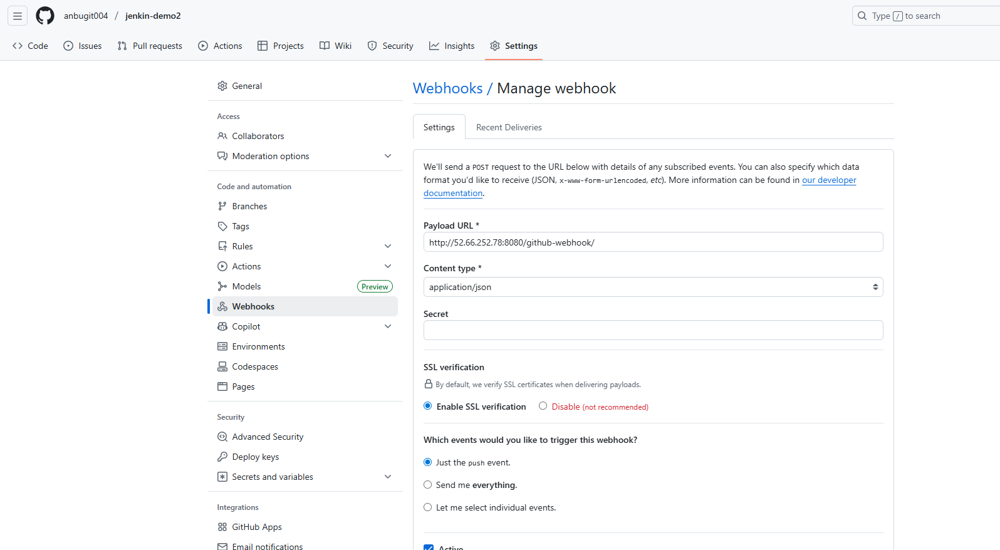 anbugit004 / jenkin-demo2
Type / to search
Code Issues Pull requests Actions Projects Wiki Security Insights Settings
General
Access
Collaborators
Moderation options
Code and automation
Branches
Tags
Rules
Actions
Models Preview
Webhooks
Copilot
Environments
Codespaces
Pages
Security
Advanced Security
Deploy keys
Secrets and variables
Integrations
GitHub Apps
Email notifications
Webhooks / Manage webhook
Settings Recent Deliveries
We'll send a POST request to the URL below with details of any subscribed events. You can also specify which data
format you'd like to receive (JSON, x-www-form-urlencoded, etc). More information can be found in our developer
documentation.
Payload URL *
http://52.66.252.78:8080/github-webhook/
Content type *
application/json
Secret
SSL verification
By default, we verify SSL certificates when delivering payloads.
Enable SSL verification Disable (not recommended)
Which events would you like to trigger this webhook?
Just the push event.
Send me everything.
Let me select individual events.
Active